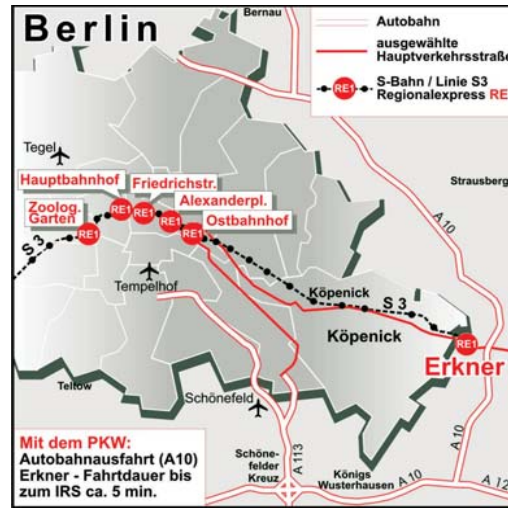 Berlin
Bernau
Autobahn
ausgewählte
Hauptverkehrsstraße
RE1
S-Bahn / Linie S3
Regionalexpress RE
Tegel
Hauptbahnhof
Friedrichstr.
Alexanderpl.
Ostbahnhof
Zoolog.
Garten
RE1
RE1
RE1
RE1
RE1
Strausberg
A 10
S 3
Tempelhof
Köpenick
S 3
Köpenick
RE1
Erkner
Teltow
Schönefeld
Mit dem PKW:
Autobahnausfahrt (A10)
Erkner - Fahrtdauer bis
zum IRS ca. 5 min.
Schöne-
felder
Kreuz
A 113
Königs
Wusterhausen
A 10
A 10
A 12